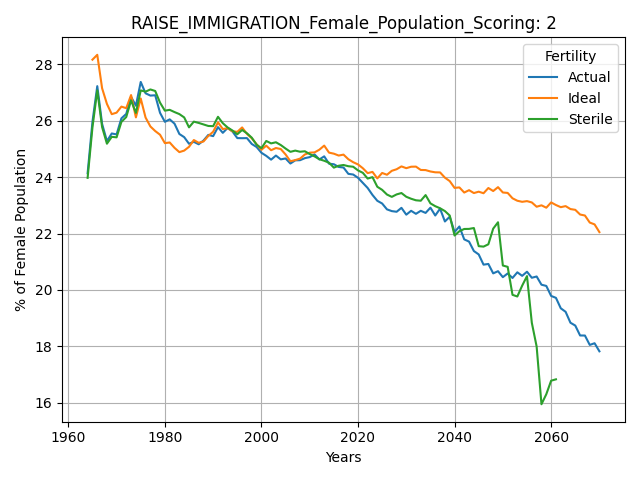 RAISE_IMMIGRATION_Female_Population_Scoring: 2
Fertility
Actual
Ideal
Sterile
% of Female Population
28
26
24
22
20
18
16
1960
1980
2000
2020
2040
2060
Years